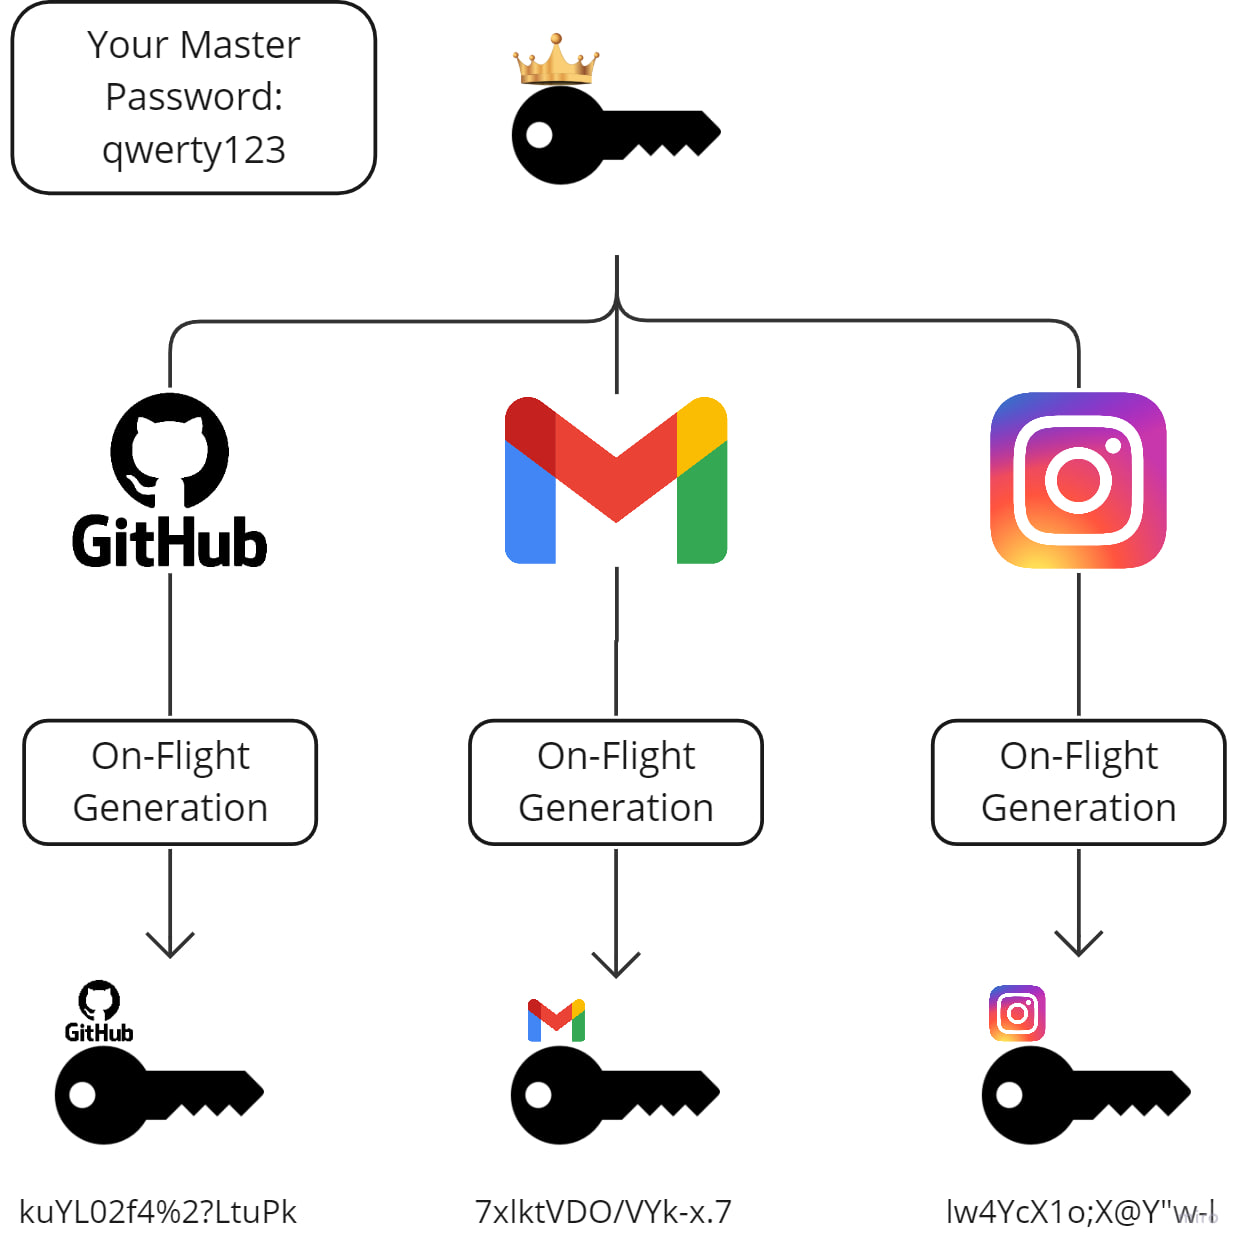 Your Master
Password:
qwerty123
GitHub
On-Flight
Generation
On-Flight
Generation
On-Flight
Generation
GitHub
kuYL02f4%2?LtuPk
7xlktVDO/VYk-x.7
lw4YcX1o;X@Y"w-l
miro